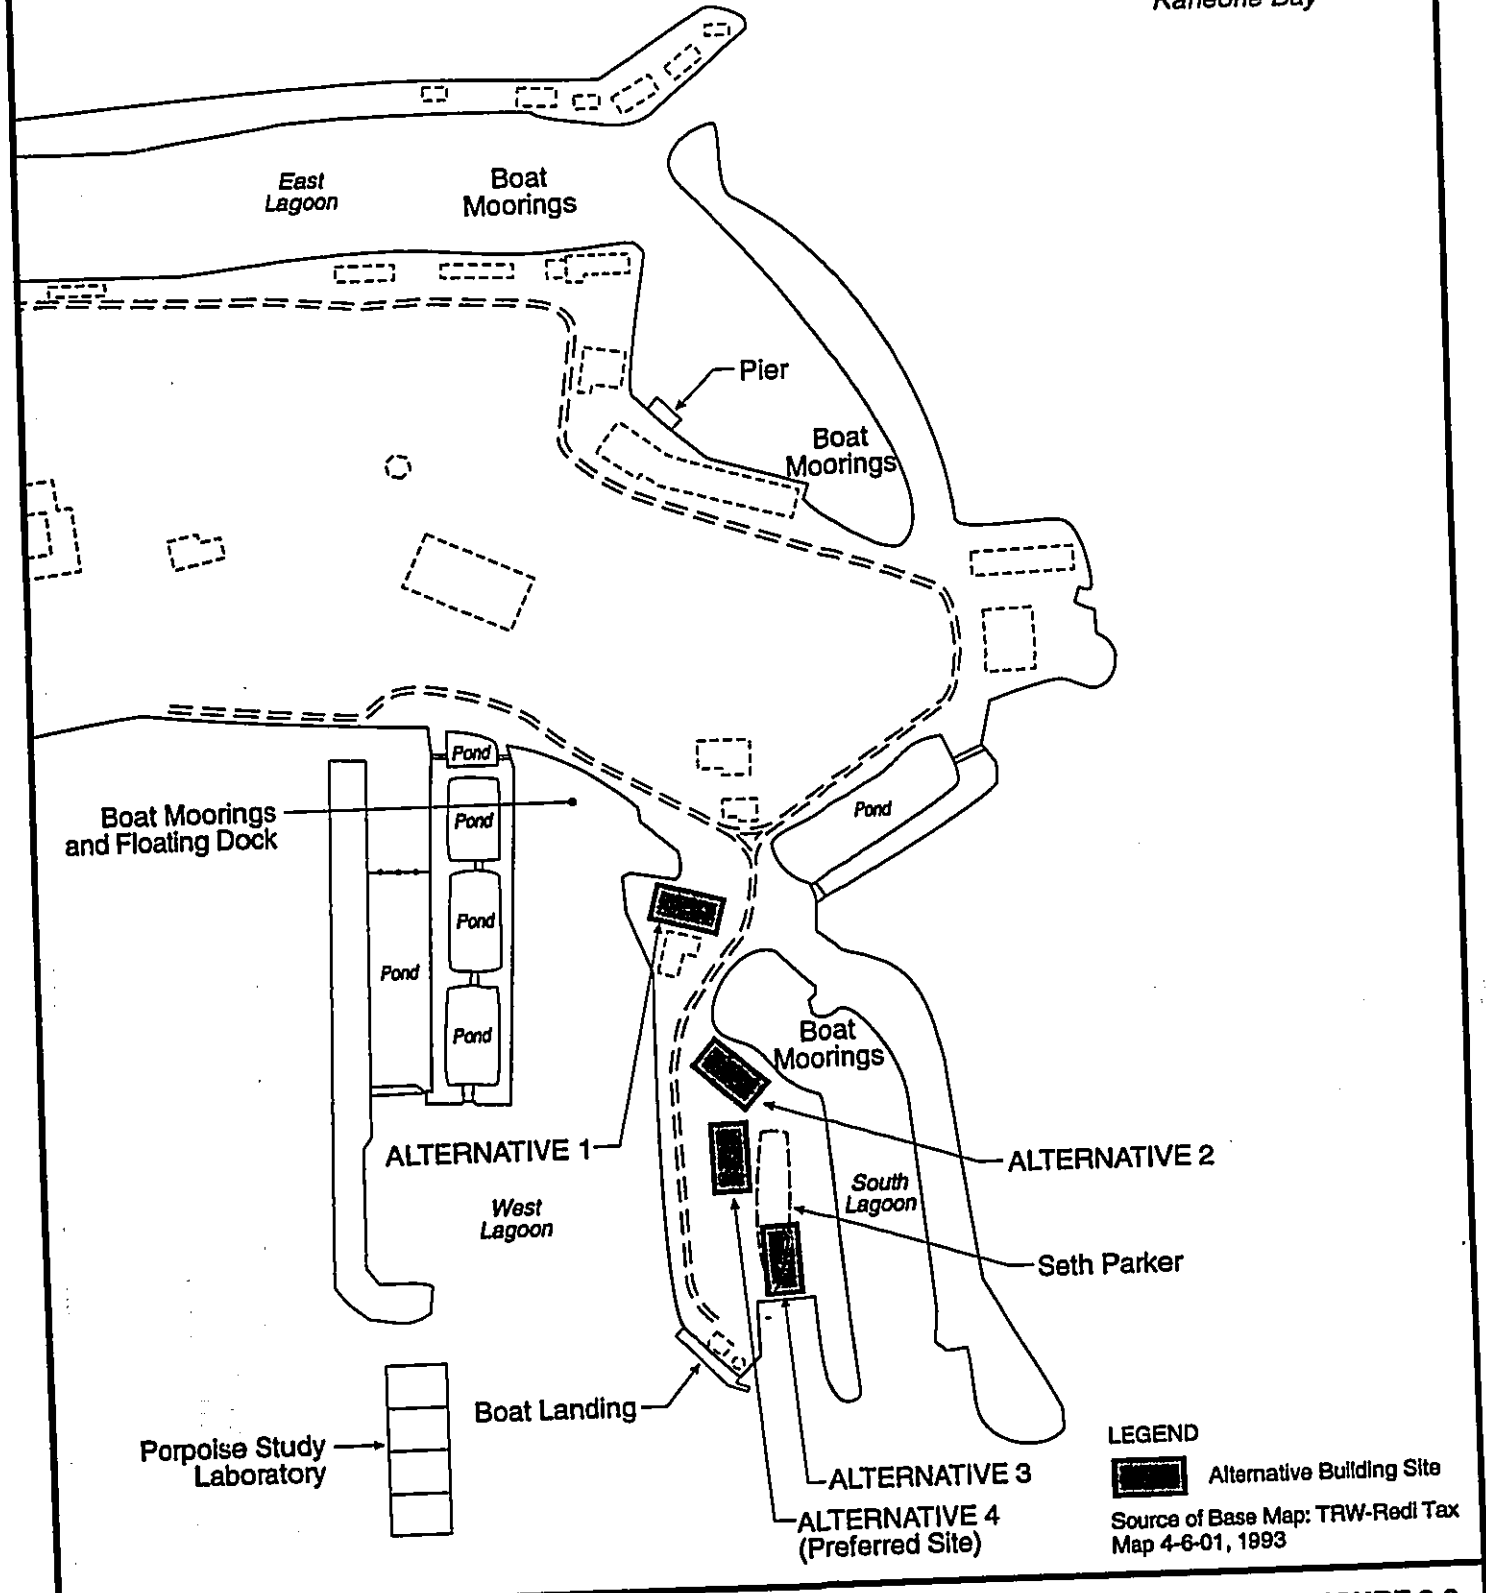 Kaneohe Bay
East
Lagoon
Boat
Moorings
Pier
Boat
Moorings
Pond
Boat Moorings
and Floating Dock
Pond
Pond
Pond
Pond
Pond
Boat
Moorings
ALTERNATIVE 1
ALTERNATIVE 2
West
Lagoon
South
Lagoon
Seth Parker
Boat Landing
Porpoise Study
Laboratory
ALTERNATIVE 3
ALTERNATIVE 4
(Preferred Site)
LEGEND
Alternative Building Site
Source of Base Map: TRW-Redi Tax
Map 4-6-01, 1993